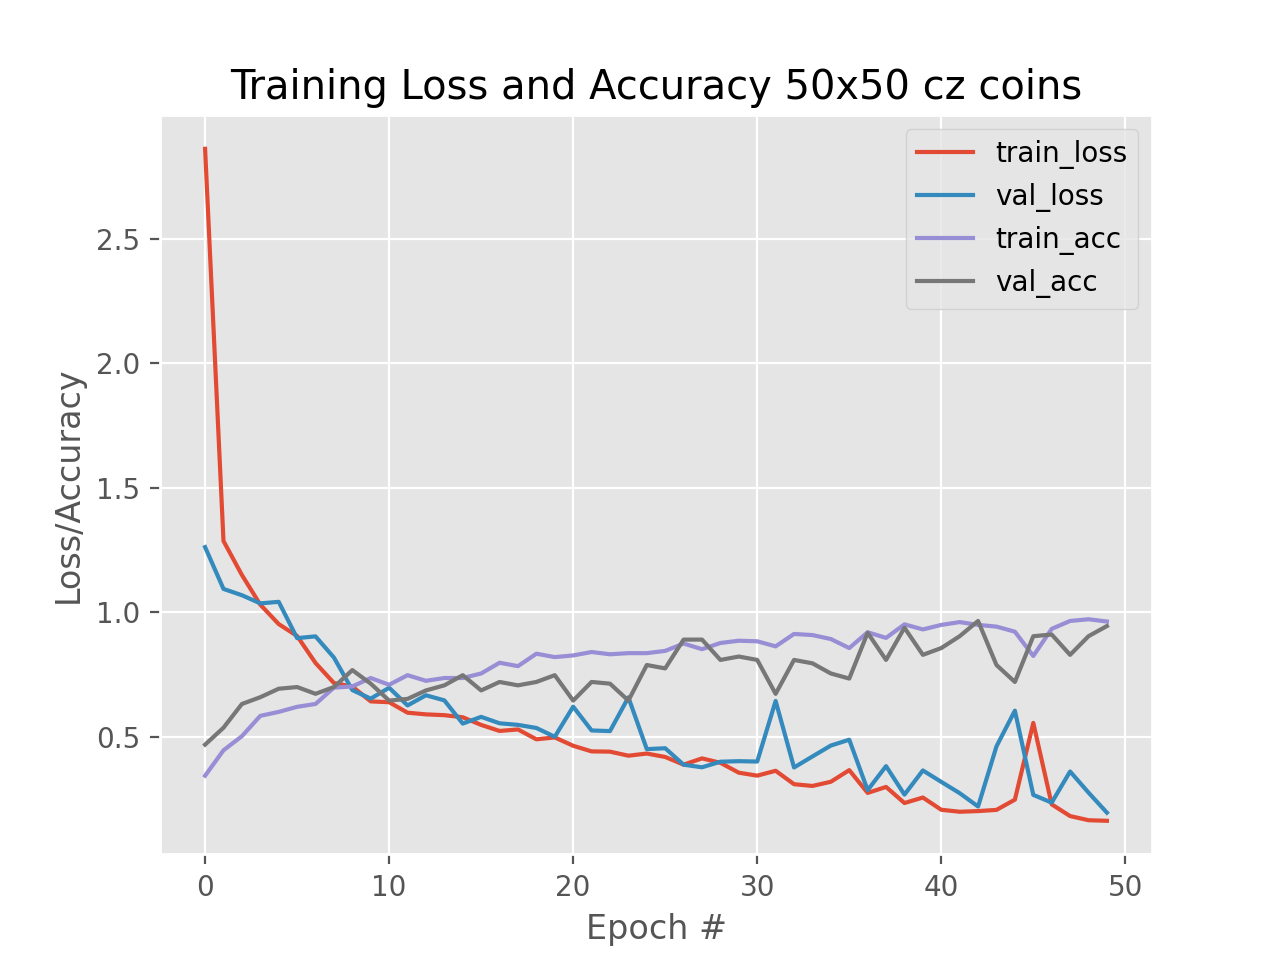 Training Loss and Accuracy 50x50 cz coins
train_loss
val_loss
train_acc
val_acc
2.5
2.0
1.5
1.0
0.5
Loss/Accuracy
0 10 20 30 40 50
Epoch #